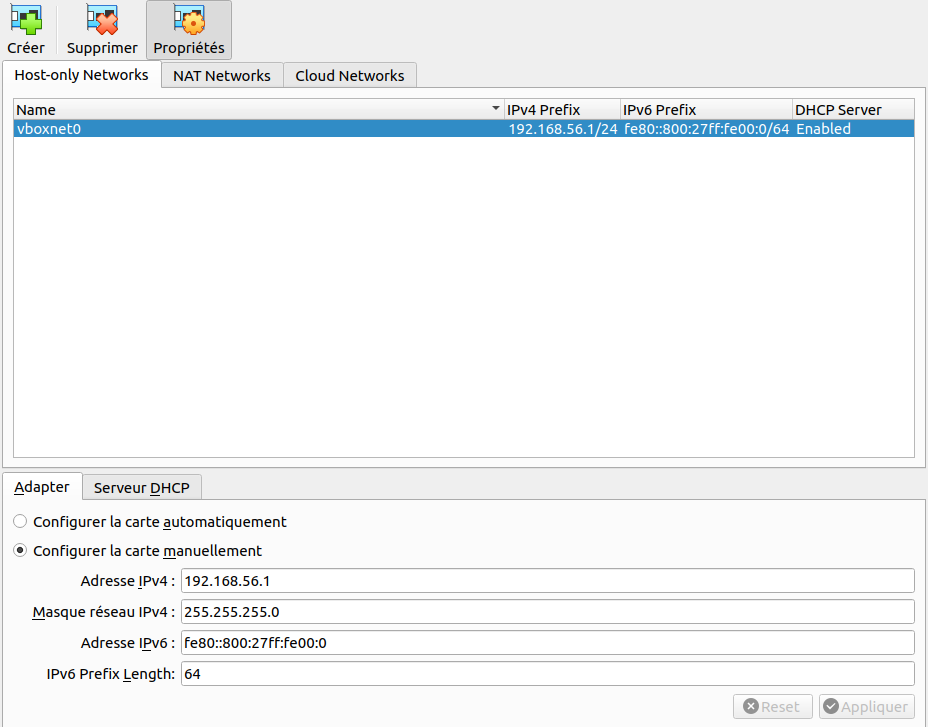 Créer Supprimer Propriétés
Host-only Networks NAT Networks Cloud Networks
Name IPv4 Prefix IPv6 Prefix DHCP Server
vboxnet0 192.168.56.1/24 fe80::800:27ff:fe00:0/64 Enabled
Adapter Serveur DHCP
Configurer la carte automatiquement
Configurer la carte manuellement
Adresse IPv4 : 192.168.56.1
Masque réseau IPv4 : 255.255.255.0
Adresse IPv6 : fe80::800:27ff:fe00:0
IPv6 Prefix Length: 64
Reset Appliquer